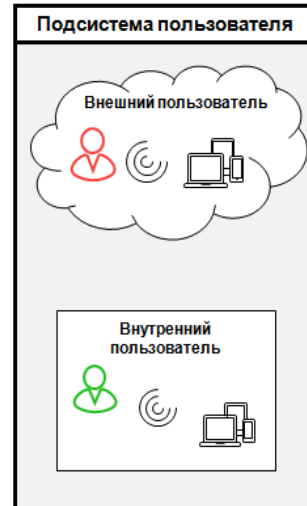 Подсистема пользователя
Внешний пользователь
Внутренний
пользователь